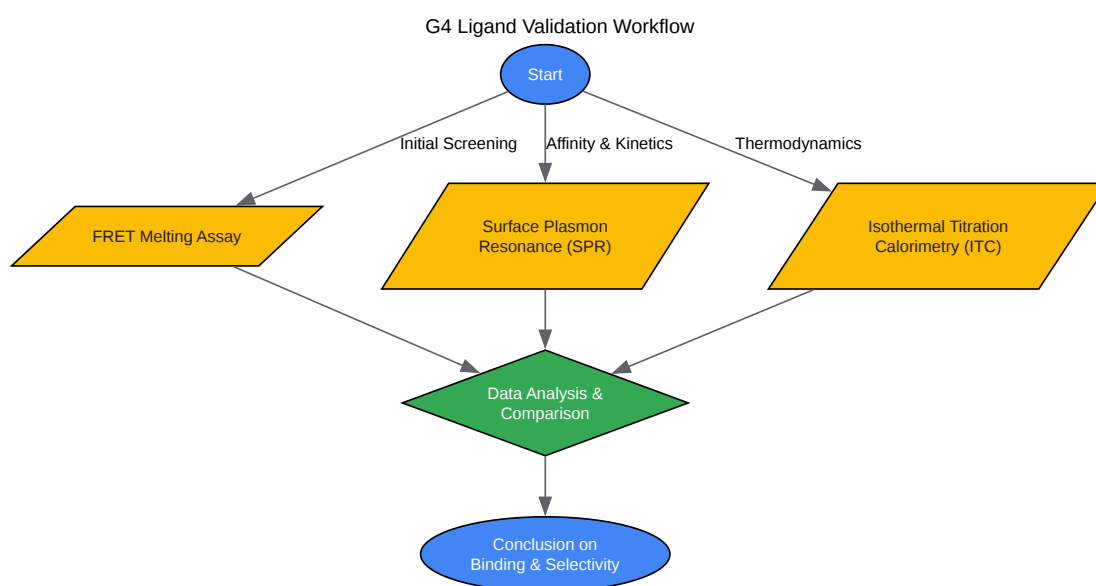 G4 Ligand Validation Workflow
Start
Initial Screening
Affinity & Kinetics
Thermodynamics
FRET Melting Assay
Surface Plasmon
Resonance (SPR)
Isothermal Titration
Calorimetry (ITC)
Data Analysis &
Comparison
Conclusion on
Binding & Selectivity